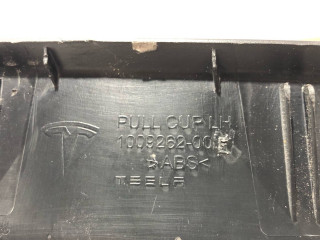 PULL CUP LH
1009262-00
>ABS<
TESLA